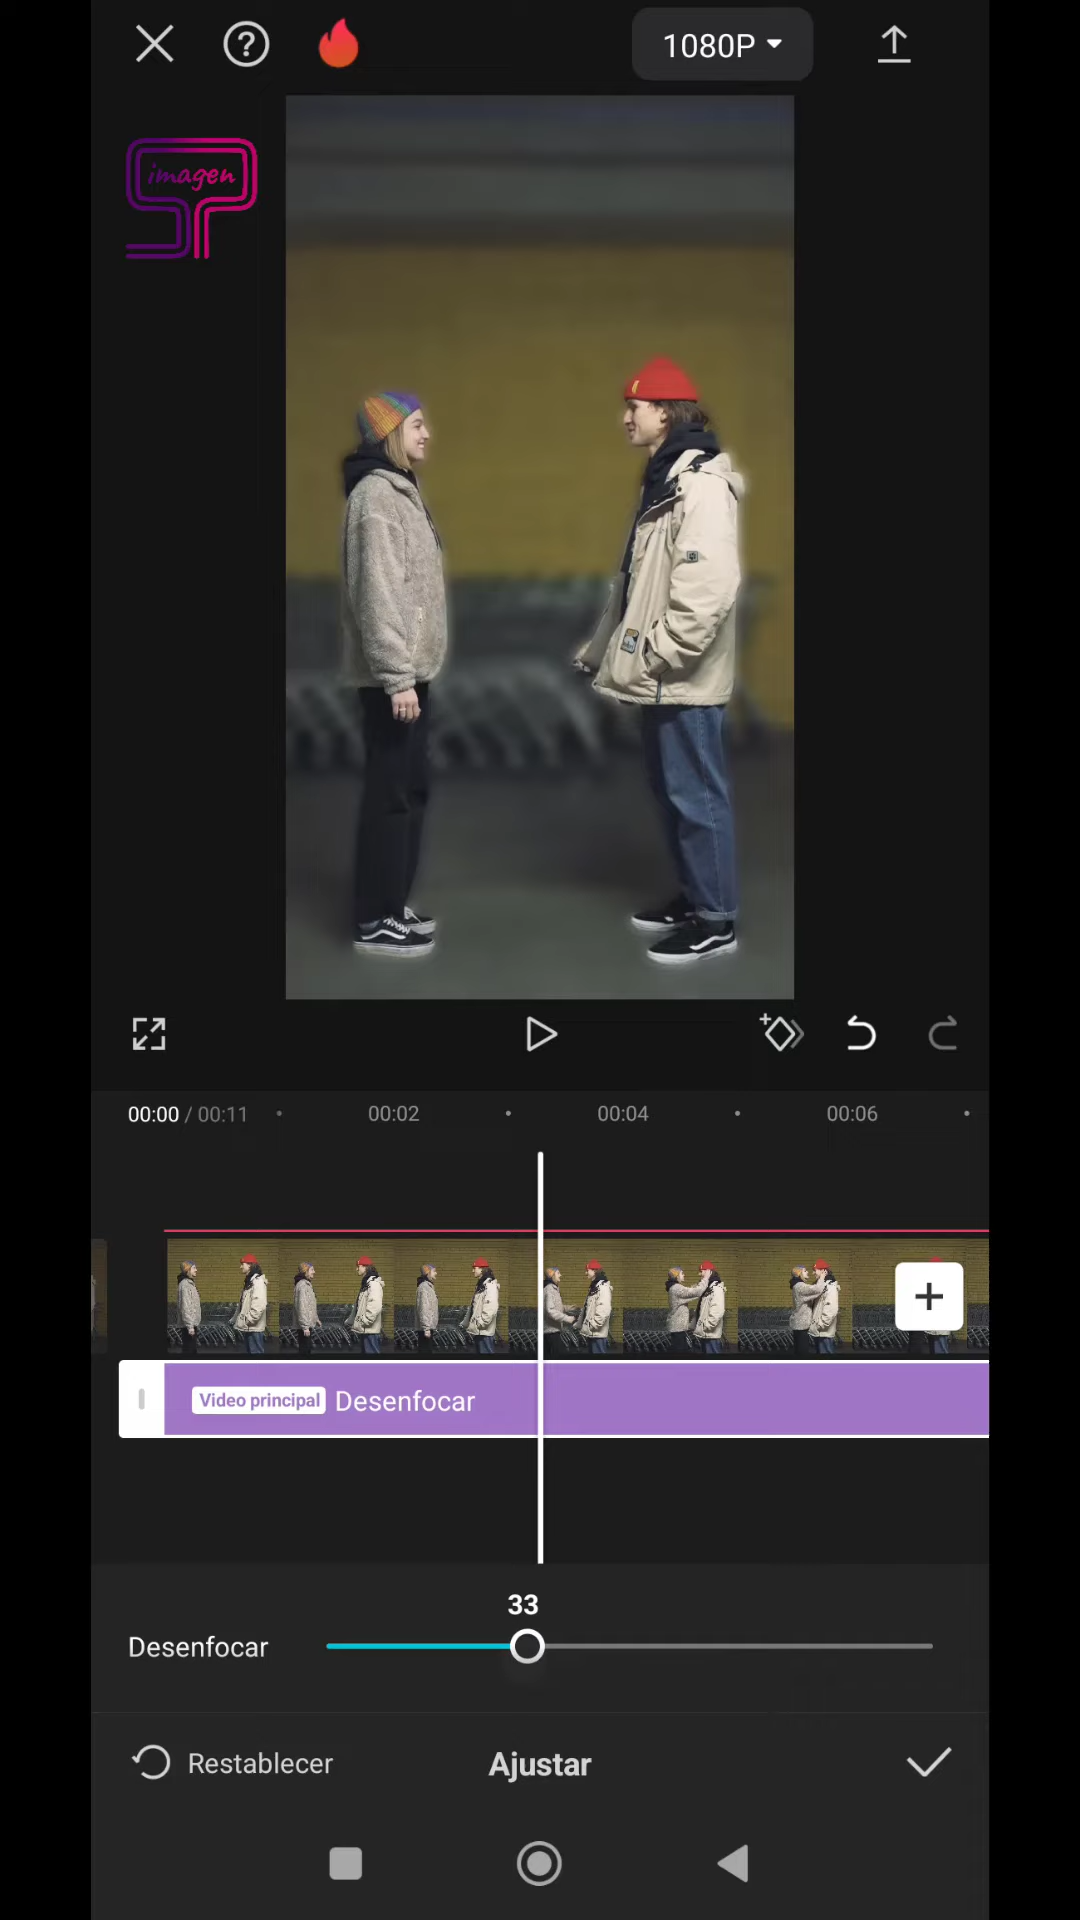 1080P
imagen
00:00 / 00:11
00:02
00:04
00:06
Video principal Desenfocar
33
Desenfocar
Restablecer
Ajustar